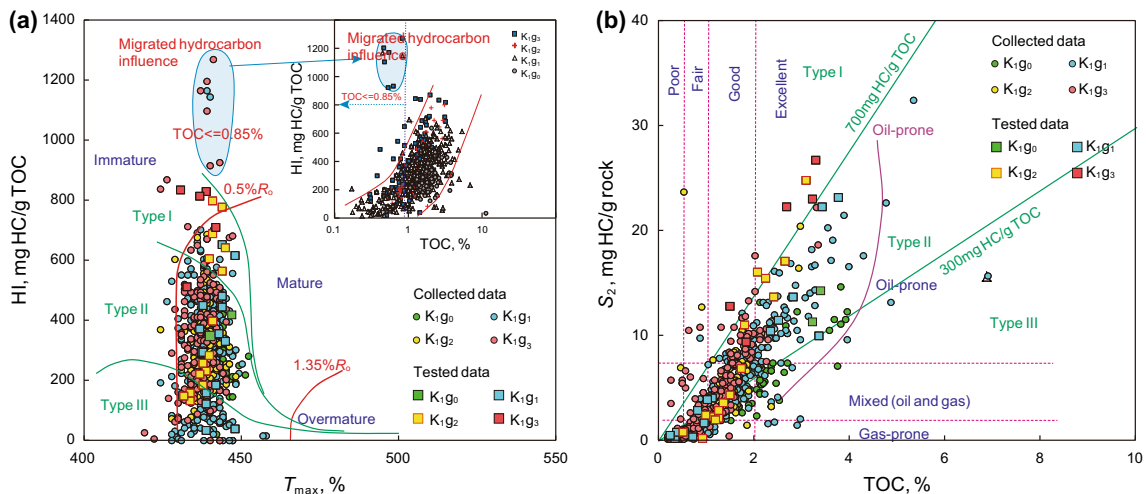 (a)
1400
1200
1000
800
600
400
200
0
400
450
500
550
HI, mg HC/g TOC
Tmax, %
Migrated hydrocarbon
influence
TOC<=0.85%
Immature
0.5%Ro
Type I
Type II
Type III
Mature
1.35%Ro
Overmature
Collected data
K1g0
K1g1
K1g2
K1g3
Tested data
K1g0
K1g1
K1g2
K1g3
1400
1200
1000
800
600
400
200
0
0.1
1
10
100
HI, mg HC/g TOC
TOC, %
Migrated hydrocarbon
influence
TOC<=0.85%
K1g3
K1g2
K1g1
K1g0
(b)
40
30
20
10
0
0
2
4
6
8
10
S2, mg HC/g rock
TOC, %
Poor
Fair
Good
Excellent
Type I
700mg HC/g TOC
Oil-prone
Type II
300mg HC/g TOC
Oil-prone
Type III
Mixed (oil and gas)
Gas-prone
Collected data
K1g0
K1g1
K1g2
K1g3
Tested data
K1g0
K1g1
K1g2
K1g3